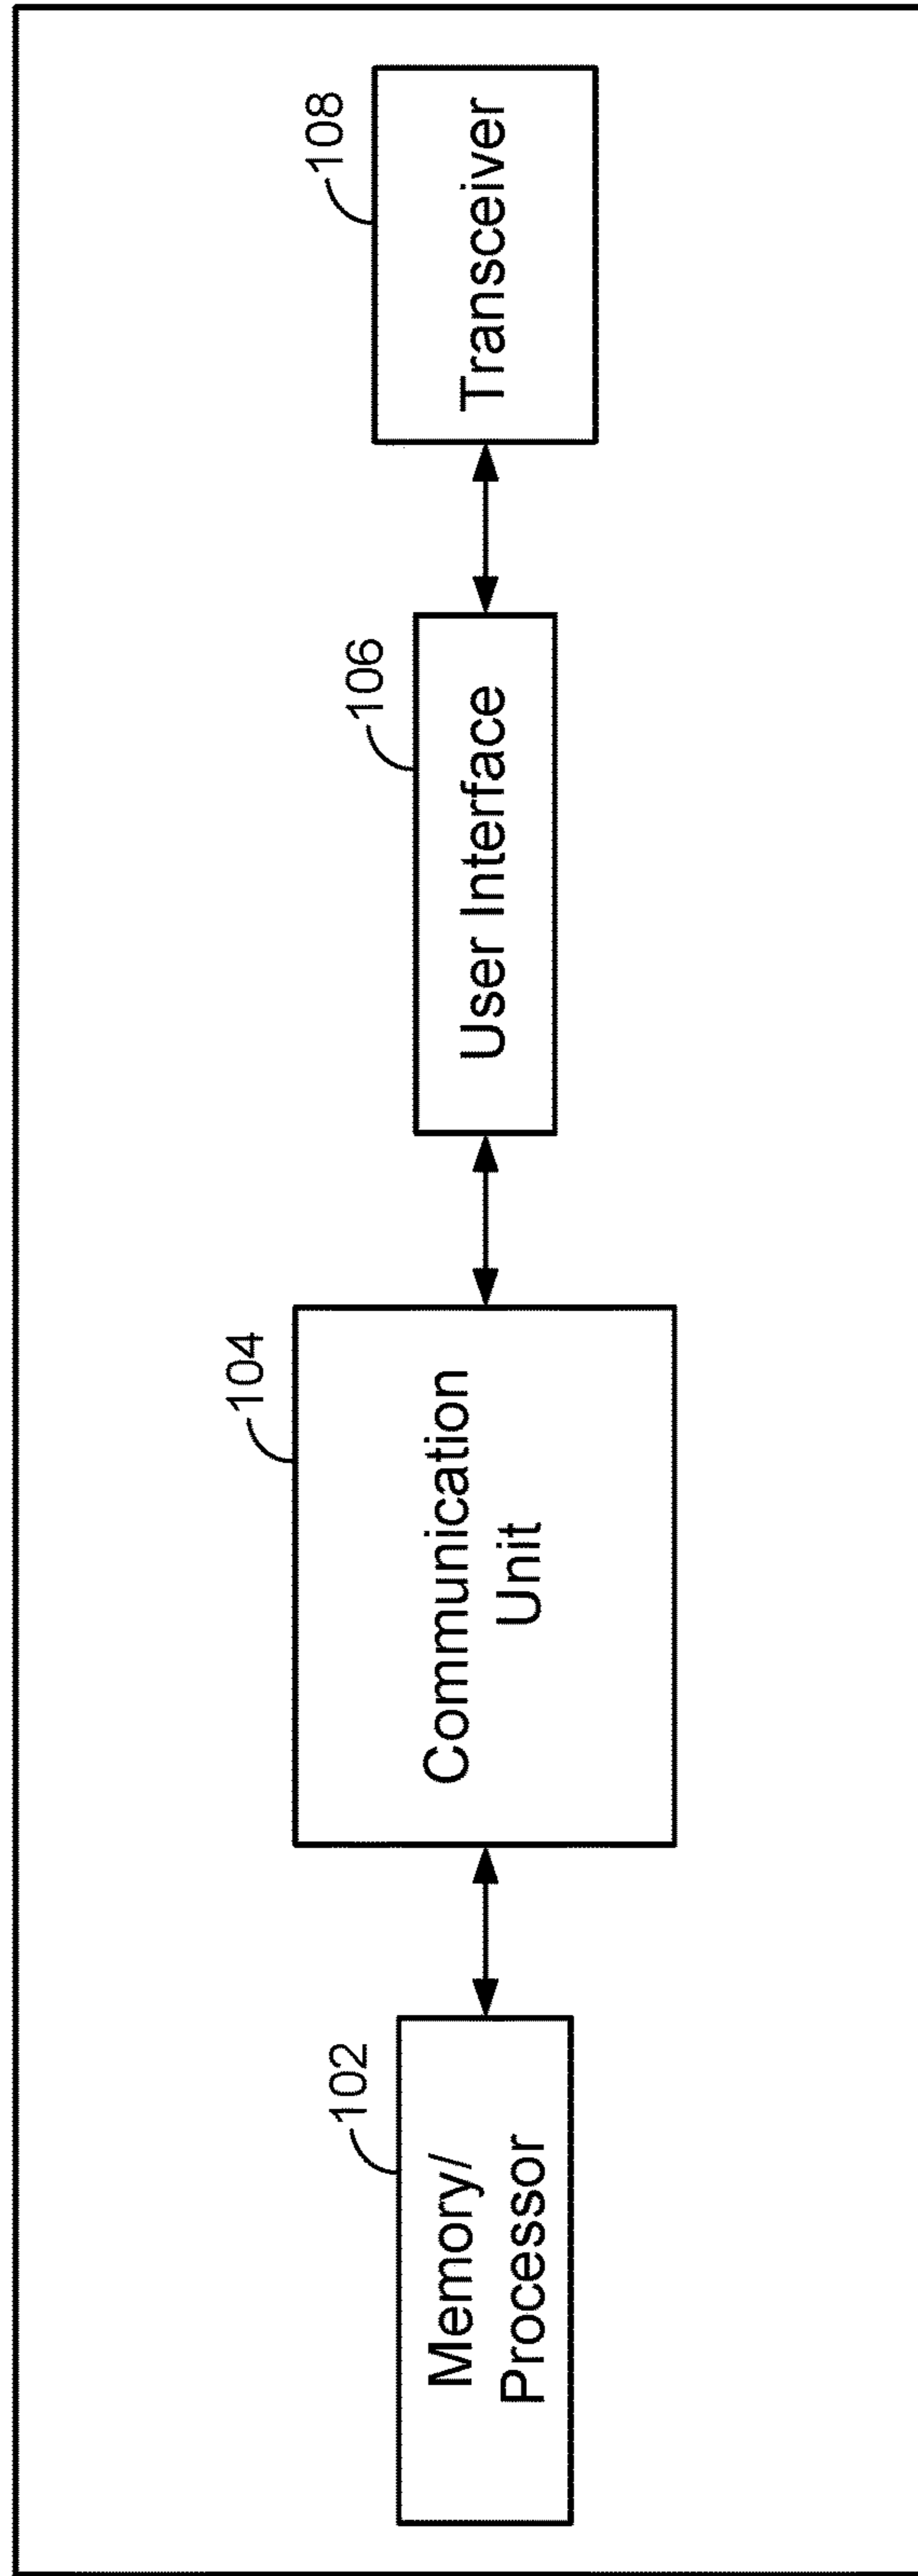 102
Memory/
Processor
104
Communication
Unit
106
User Interface
108
Transceiver